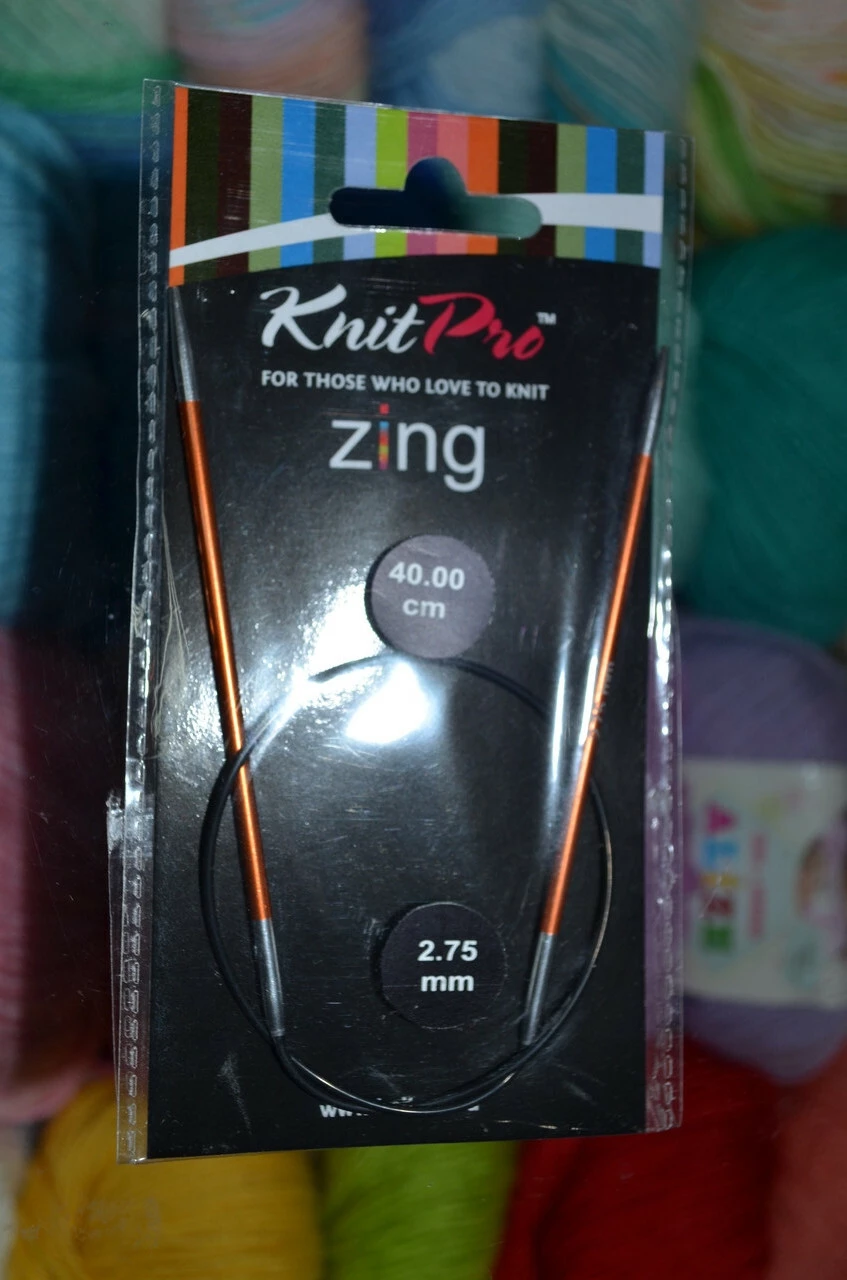 KnitPro™
FOR THOSE WHO LOVE TO KNIT
zing
40.00
cm
2.75
mm